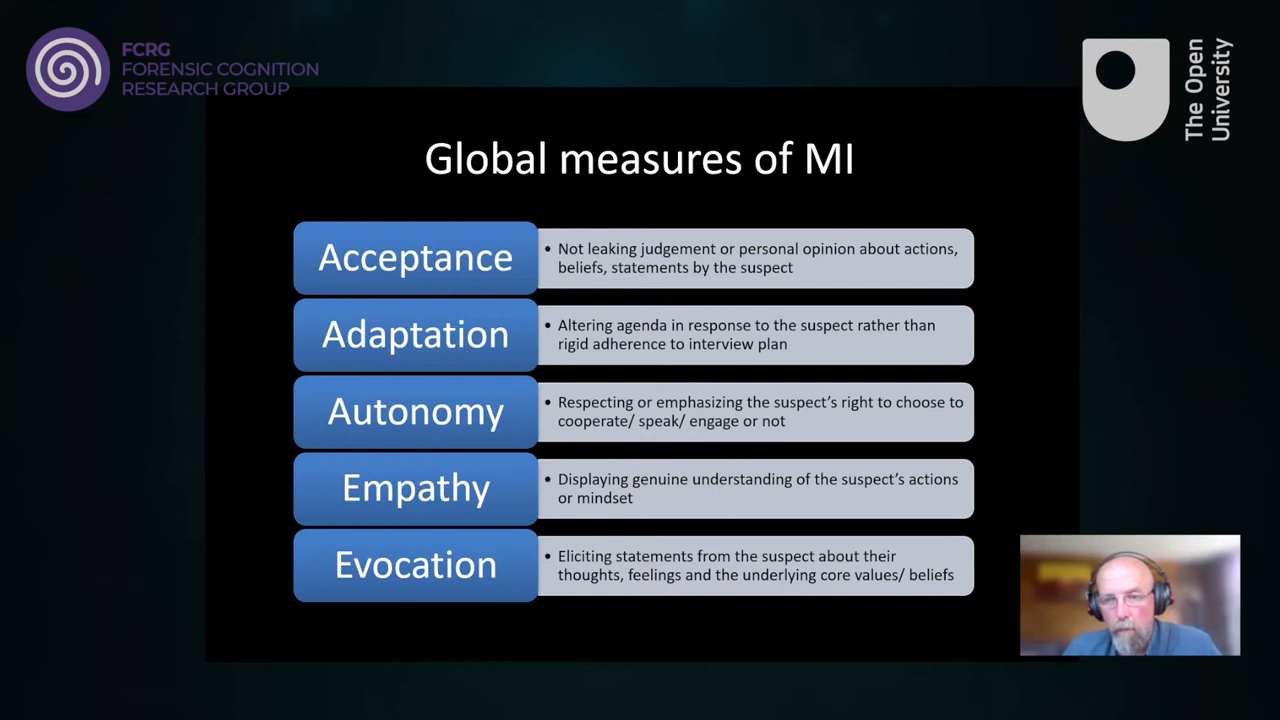 FCRG
FORENSIC COGNITION
RESEARCH GROUP
The Open
University
Global measures of MI
Acceptance
• Not leaking judgement or personal opinion about actions,
beliefs, statements by the suspect
Adaptation
• Altering agenda in response to the suspect rather than
rigid adherence to interview plan
Autonomy
• Respecting or emphasizing the suspect's right to choose to
cooperate/ speak/ engage or not
Empathy
• Displaying genuine understanding of the suspect's actions
or mindset
Evocation
• Eliciting statements from the suspect about their
thoughts, feelings and the underlying core values/ beliefs